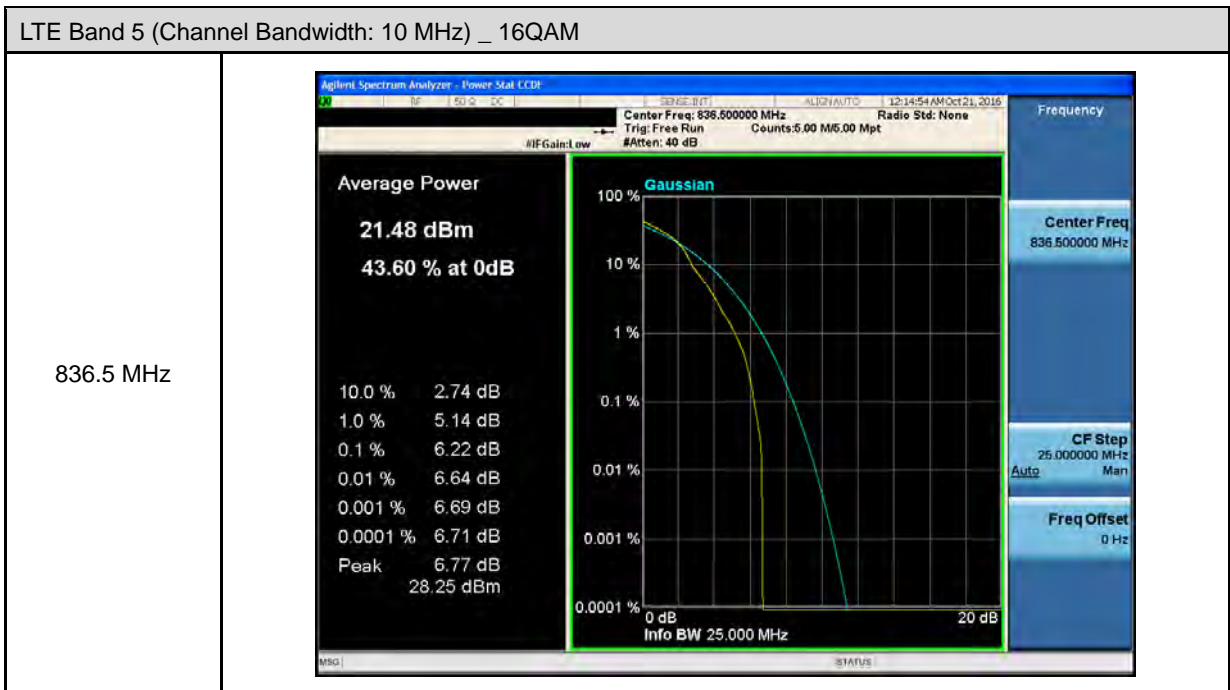 LTE Band 5 (Channel Bandwidth: 10 MHz) _ 16QAM
836.5 MHz
Agilent Spectrum Analyzer - Power Stat CCDF
RF 50 Ω DC SENSE:INT ALIGN AUTO 12:14:54 AM Oct 21, 2016
Center Freq: 836.500000 MHz Radio Std: None
Trig: Free Run Counts:5.00 M/5.00 Mpt
#IFGain:Low #Atten: 40 dB
Average Power
21.48 dBm
43.60 % at 0dB
10.0 % 2.74 dB
1.0 % 5.14 dB
0.1 % 6.22 dB
0.01 % 6.64 dB
0.001 % 6.69 dB
0.0001 % 6.71 dB
Peak 6.77 dB
28.25 dBm
Gaussian
100 %
10 %
1 %
0.1 %
0.01 %
0.001 %
0.0001 %
0 dB 20 dB
Info BW 25.000 MHz
Frequency
Center Freq
836.500000 MHz
CF Step
25.000000 MHz
Auto Man
Freq Offset
0 Hz
MSG STATUS